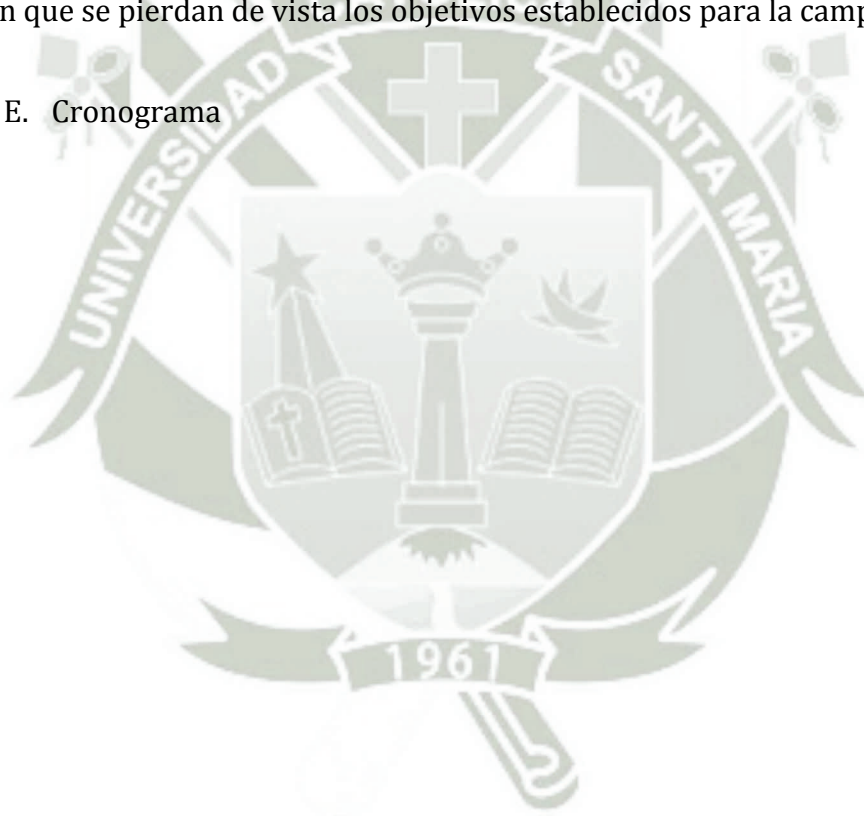 n que se pierdan de vista los objetivos establecidos para la camp
E. Cronograma
UNIVERSIDAD
SANTA MARIA
1961